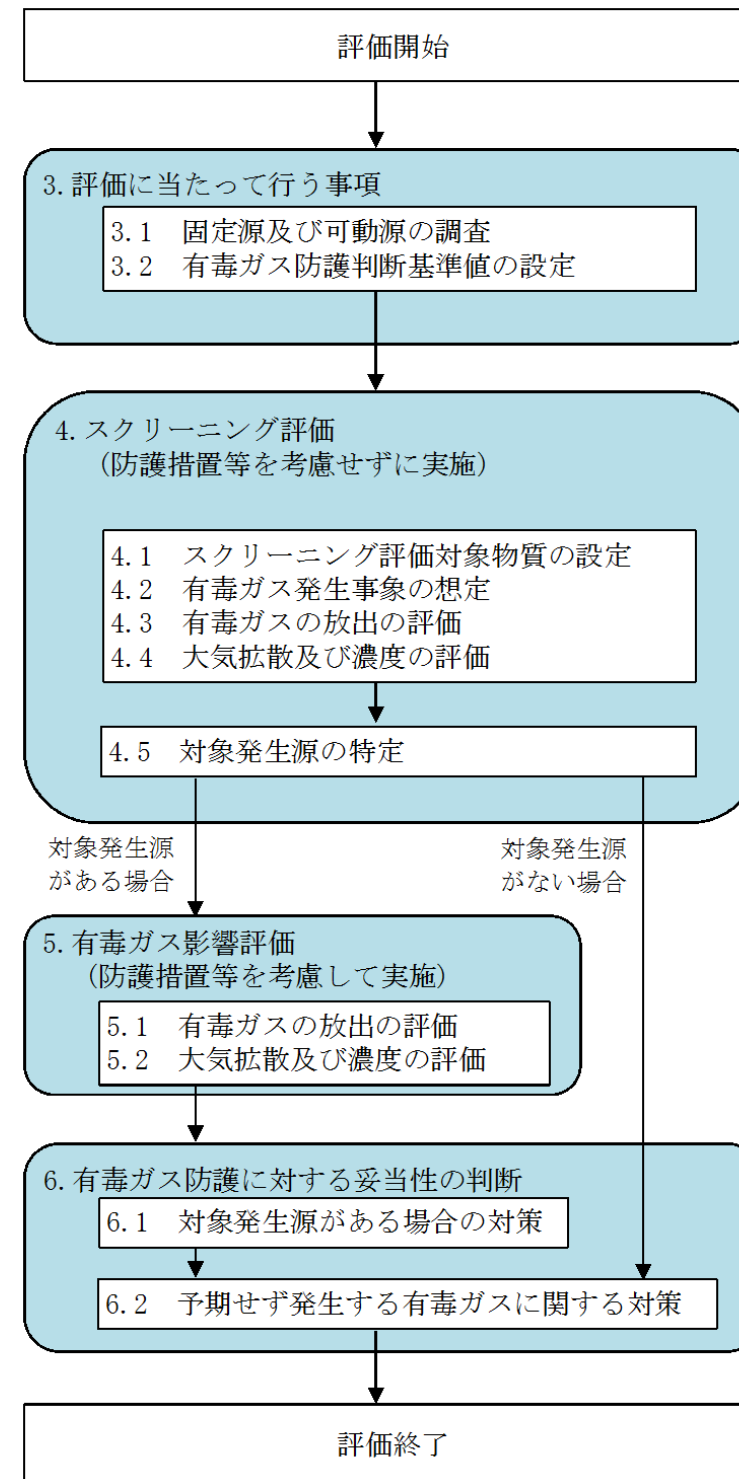 評価開始
3.評価に当たって行う事項
3.1 固定源及び可動源の調査
3.2 有毒ガス防護判断基準値の設定
4.スクリーニング評価
(防護措置等を考慮せずに実施)
4.1 スクリーニング評価対象物質の設定
4.2 有毒ガス発生事象の想定
4.3 有毒ガスの放出の評価
4.4 大気拡散及び濃度の評価
4.5 対象発生源の特定
対象発生源
がある場合
対象発生源
がない場合
5.有毒ガス影響評価
(防護措置等を考慮して実施)
5.1 有毒ガスの放出の評価
5.2 大気拡散及び濃度の評価
6.有毒ガス防護に対する妥当性の判断
6.1 対象発生源がある場合の対策
6.2 予期せず発生する有毒ガスに関する対策
評価終了